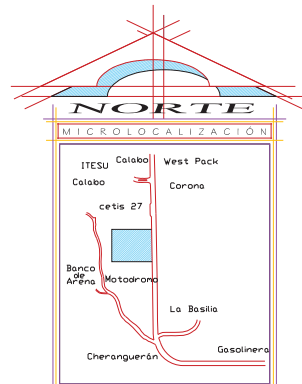 NORTE
MICROLOCALIZACIÓN
ITESU
Calabo
West Pack
Calabo
Corona
cetis 27
Banco
de
Arena
Motodromo
La Basilia
Cheranguerán
Gasolinera